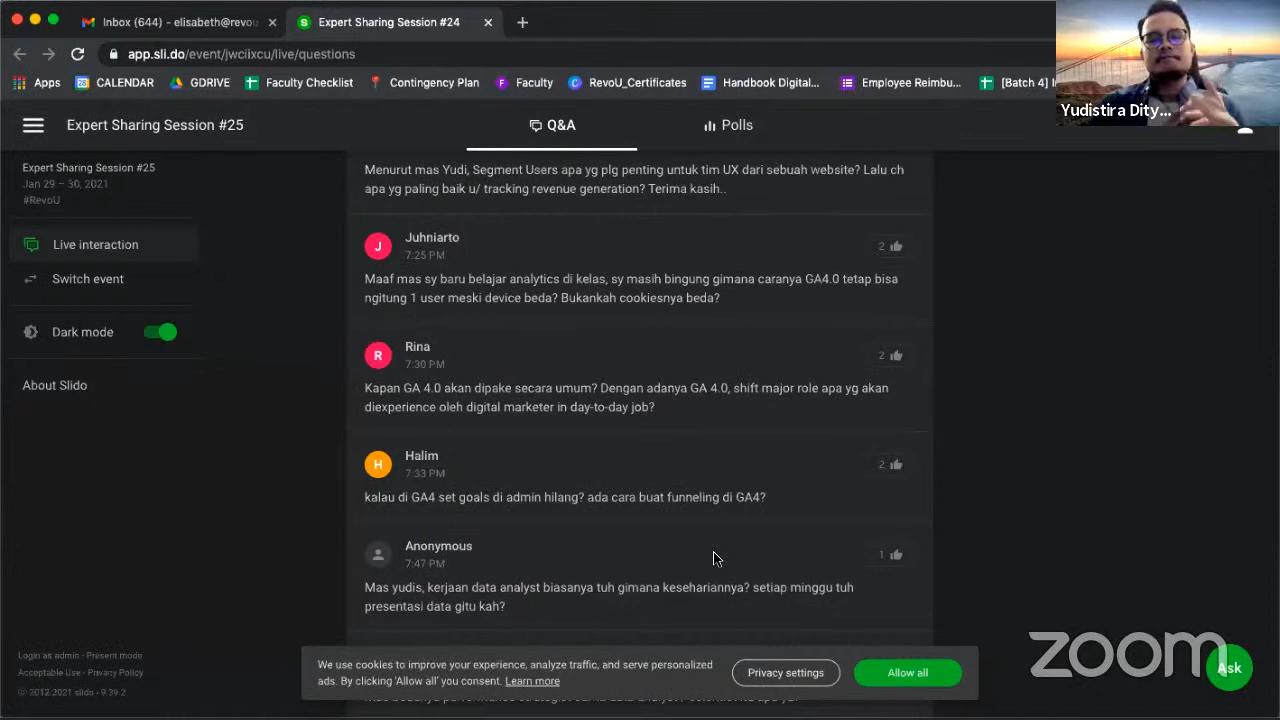 Inbox (644) - elisabeth@revou
Expert Sharing Session #24
app.sli.do/event/jwciixcu/live/questions
Apps
CALENDAR
GDRIVE
Faculty Checklist
Contingency Plan
Faculty
RevoU_Certificates
Handbook Digital...
Employee Reimbu...
[Batch 4]
Yudistira Dity...
Expert Sharing Session #25
Q&A
Polls
Expert Sharing Session #25
Jan 29 – 30, 2021
#RevoU
Live interaction
Switch event
Dark mode
About Slido
Menurut mas Yudi, Segment Users apa yg plg penting untuk tim UX dari sebuah website? Lalu ch
apa yg paling baik u/ tracking revenue generation? Terima kasih..
J
Juhniarto
7:25 PM
2
Maaf mas sy baru belajar analytics di kelas, sy masih bingung gimana caranya GA4.0 tetap bisa
ngitung 1 user meski device beda? Bukankah cookiesnya beda?
R
Rina
7:30 PM
2
Kapan GA 4.0 akan dipake secara umum? Dengan adanya GA 4.0, shift major role apa yg akan
diexperience oleh digital marketer in day-to-day job?
H
Halim
7:33 PM
2
kalau di GA4 set goals di admin hilang? ada cara buat funneling di GA4?
Anonymous
7:47 PM
1
Mas yudis, kerjaan data analyst biasanya tuh gimana kesehariannya? setiap minggu tuh
presentasi data gitu kah?
Login as admin - Present mode
Acceptable Use - Privacy Policy
© 2012-2021 slido - 9.39.2
We use cookies to improve your experience, analyze traffic, and serve personalized
ads. By clicking 'Allow all' you consent. Learn more
Privacy settings
Allow all
zoom
Ask